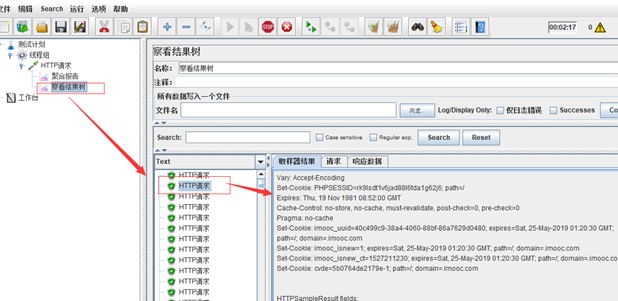 文件 编辑 Search 运行 选项 帮助
00:02:17 0
测试计划
线程组
HTTP请求
聚合报告
察看结果树
工作台
察看结果树
名称: 察看结果树
注释:
所有数据写入一个文件
文件名 浏览... Log/Display Only: 仅日志错误 Successes Co
Search: Case sensitive Regular exp. Search Reset
Text
取样器结果 请求 响应数据
HTTP请求
HTTP请求
HTTP请求
HTTP请求
HTTP请求
HTTP请求
HTTP请求
HTTP请求
HTTP请求
HTTP请求
HTTP请求
HTTP请求
Vary: Accept-Encoding
Set-Cookie: PHPSESSID=rk9lsdt1v6jad88l6tda1g62j6; path=/
Expires: Thu, 19 Nov 1981 08:52:00 GMT
Cache-Control: no-store, no-cache, must-revalidate, post-check=0, pre-check=0
Pragma: no-cache
Set-Cookie: imooc_uuid=40c499c9-38a4-4060-88bf-86a7629d0480; expires=Sat, 25-May-2019 01:20:30 GMT;
path=/; domain=.imooc.com
Set-Cookie: imooc_isnew=1; expires=Sat, 25-May-2019 01:20:30 GMT; path=/; domain=.imooc.com
Set-Cookie: imooc_isnew_ct=1527211230; expires=Sat, 25-May-2019 01:20:30 GMT; path=/; domain=.imooc.com
Set-Cookie: cvde=5b0764de2179e-1; path=/; domain=.imooc.com
HTTPSampleResult fields: